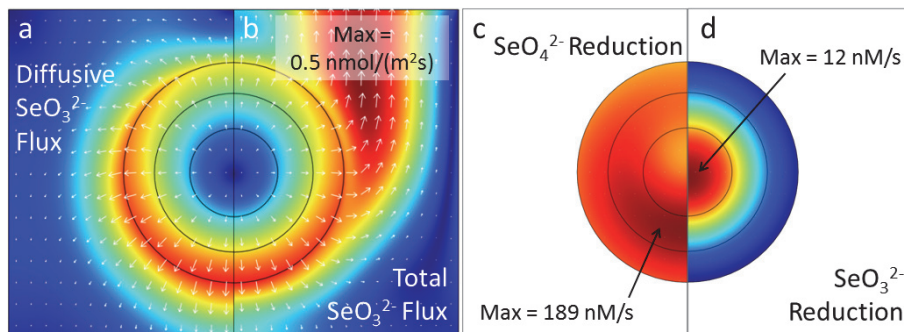 a
b
Max =
0.5 nmol/(m²s)
Diffusive
SeO₃²⁻
Flux
Total
SeO₃²⁻ Flux
c
d
SeO₄²⁻ Reduction
Max = 12 nM/s
Max = 189 nM/s
SeO₃²⁻
Reduction